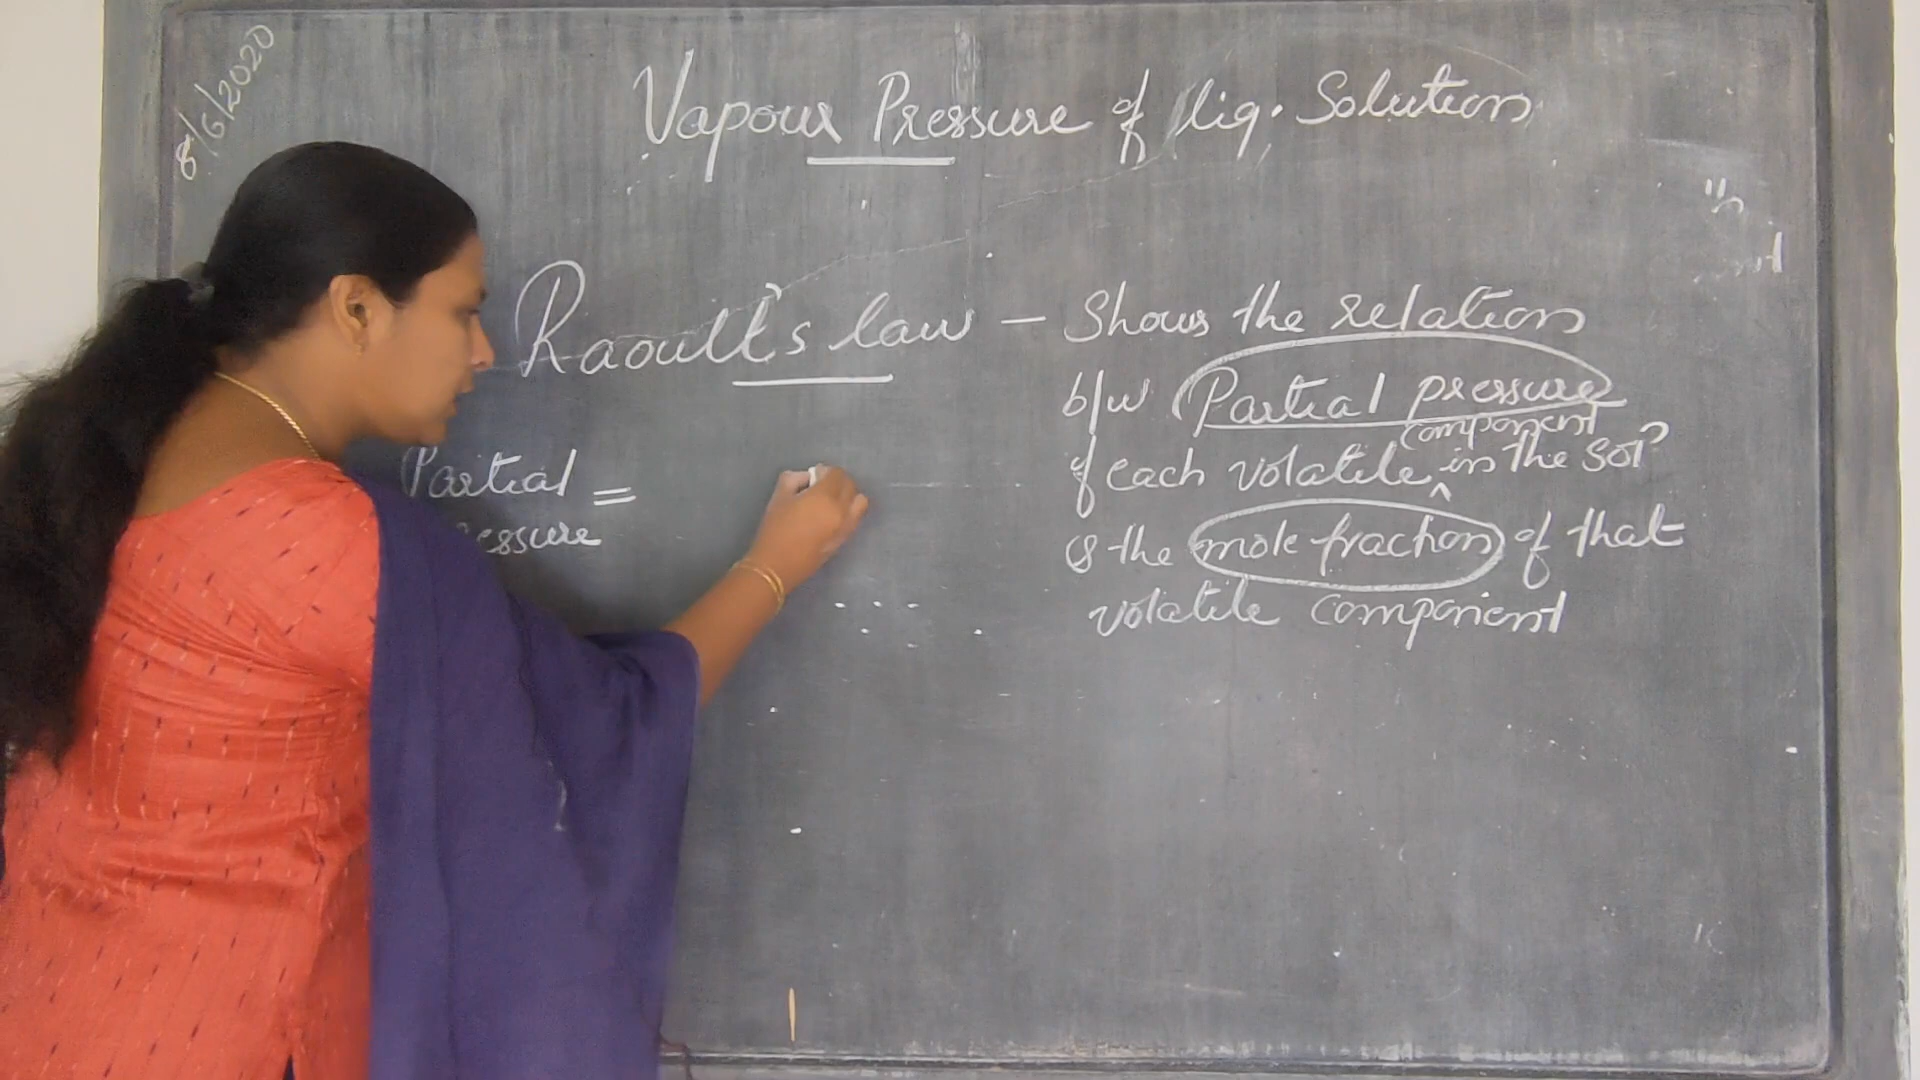 8/6/2020
Vapour Pressure of liq. Solutions
Raoult's law – Shows the relation
b/w Partial pressure
component
of each volatile ^ in the Sol?
& the mole fraction of that
volatile component
Partial =
essure